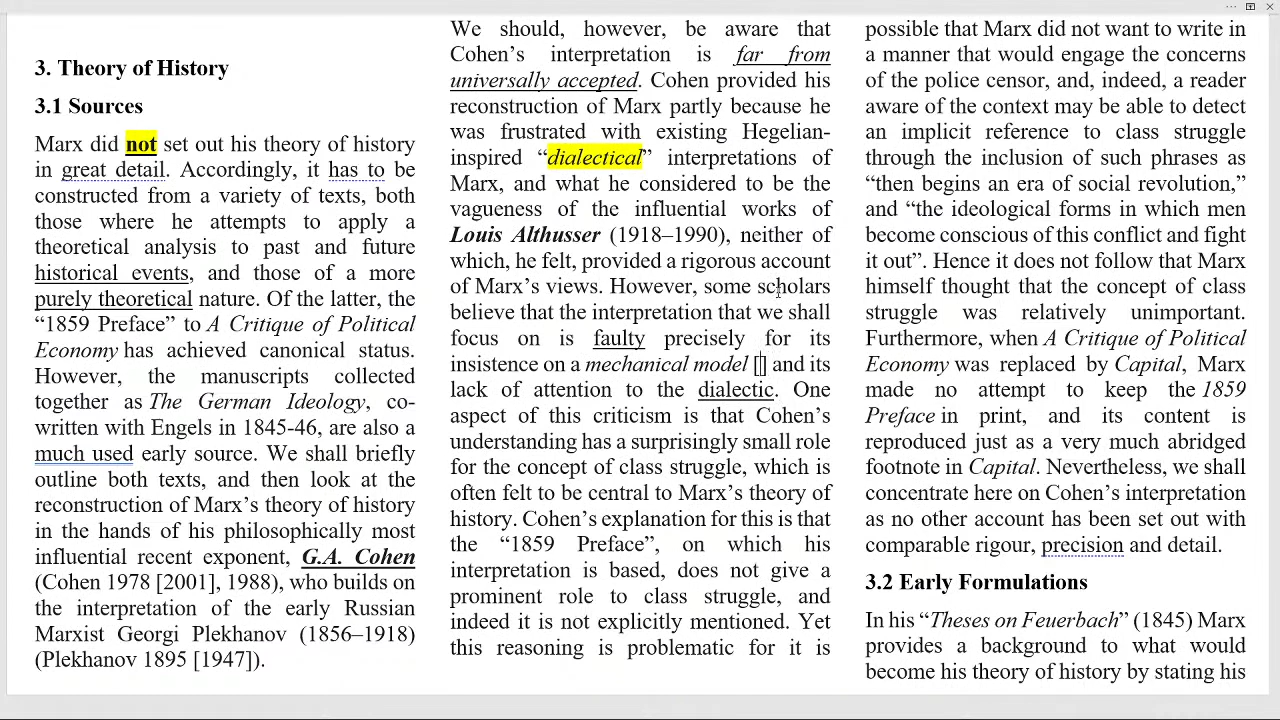 3. Theory of History
3.1 Sources
Marx did not set out his theory of history
in great detail. Accordingly, it has to be
constructed from a variety of texts, both
those where he attempts to apply a
theoretical analysis to past and future
historical events, and those of a more
purely theoretical nature. Of the latter, the
“1859 Preface” to A Critique of Political
Economy has achieved canonical status.
However, the manuscripts collected
together as The German Ideology, co-
written with Engels in 1845-46, are also a
much used early source. We shall briefly
outline both texts, and then look at the
reconstruction of Marx’s theory of history
in the hands of his philosophically most
influential recent exponent, G.A. Cohen
(Cohen 1978 [2001], 1988), who builds on
the interpretation of the early Russian
Marxist Georgi Plekhanov (1856–1918)
(Plekhanov 1895 [1947]).
We should, however, be aware that
Cohen’s interpretation is far from
universally accepted. Cohen provided his
reconstruction of Marx partly because he
was frustrated with existing Hegelian-
inspired “dialectical” interpretations of
Marx, and what he considered to be the
vagueness of the influential works of
Louis Althusser (1918–1990), neither of
which, he felt, provided a rigorous account
of Marx’s views. However, some scholars
believe that the interpretation that we shall
focus on is faulty precisely for its
insistence on a mechanical model [] and its
lack of attention to the dialectic. One
aspect of this criticism is that Cohen’s
understanding has a surprisingly small role
for the concept of class struggle, which is
often felt to be central to Marx’s theory of
history. Cohen’s explanation for this is that
the “1859 Preface”, on which his
interpretation is based, does not give a
prominent role to class struggle, and
indeed it is not explicitly mentioned. Yet
this reasoning is problematic for it is
possible that Marx did not want to write in
a manner that would engage the concerns
of the police censor, and, indeed, a reader
aware of the context may be able to detect
an implicit reference to class struggle
through the inclusion of such phrases as
“then begins an era of social revolution,”
and “the ideological forms in which men
become conscious of this conflict and fight
it out”. Hence it does not follow that Marx
himself thought that the concept of class
struggle was relatively unimportant.
Furthermore, when A Critique of Political
Economy was replaced by Capital, Marx
made no attempt to keep the 1859
Preface in print, and its content is
reproduced just as a very much abridged
footnote in Capital. Nevertheless, we shall
concentrate here on Cohen’s interpretation
as no other account has been set out with
comparable rigour, precision and detail.
3.2 Early Formulations
In his “Theses on Feuerbach” (1845) Marx
provides a background to what would
become his theory of history by stating his